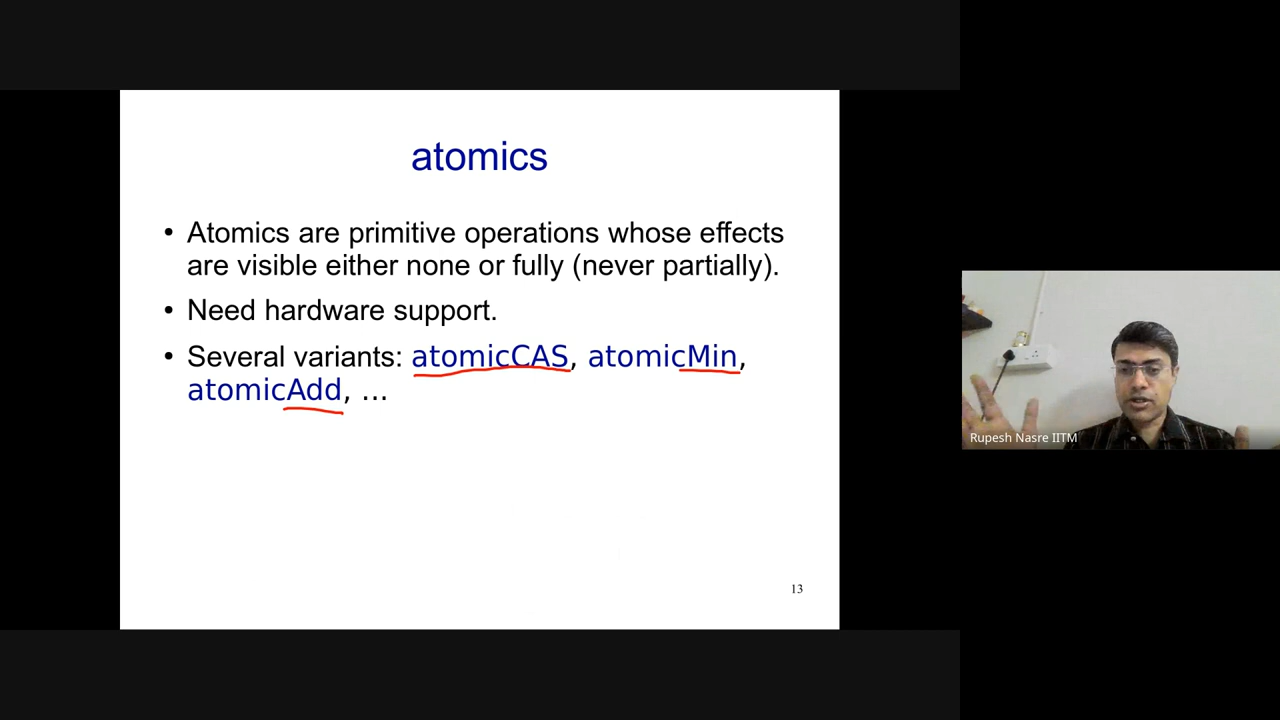 atomics
• Atomics are primitive operations whose effects
are visible either none or fully (never partially).
• Need hardware support.
• Several variants: atomicCAS, atomicMin,
atomicAdd, ...
13
Rupesh Nasre IITM